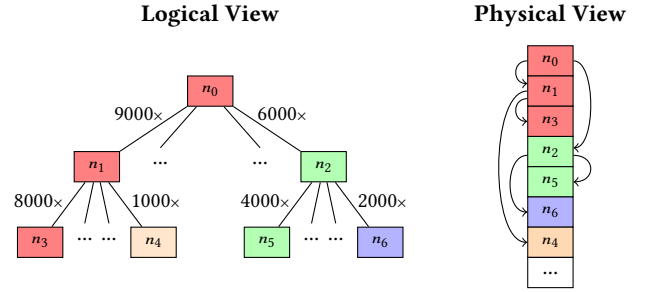 Logical View
Physical View
n0
9000×
6000×
n1
...
...
n2
8000×
1000×
4000×
2000×
n3
... ...
n4
n5
... ...
n6
n0
n1
n3
n2
n5
n6
n4
...